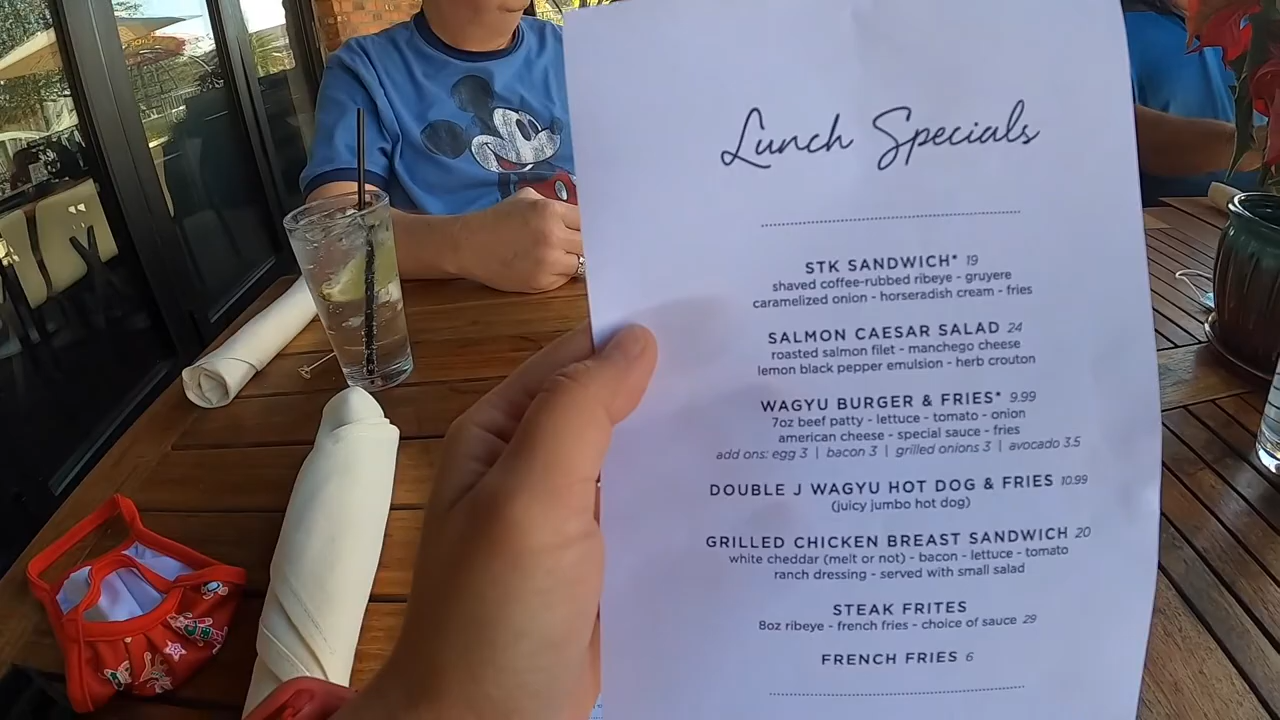 Lunch Specials
STK SANDWICH* 19
shaved coffee-rubbed ribeye - gruyere
caramelized onion - horseradish cream - fries
SALMON CAESAR SALAD 24
roasted salmon filet - manchego cheese
lemon black pepper emulsion - herb crouton
WAGYU BURGER & FRIES* 9.99
7oz beef patty - lettuce - tomato - onion
american cheese - special sauce - fries
add ons: egg 3 | bacon 3 | grilled onions 3 | avocado 3.5
DOUBLE J WAGYU HOT DOG & FRIES 10.99
(juicy jumbo hot dog)
GRILLED CHICKEN BREAST SANDWICH 20
white cheddar (melt or not) - bacon - lettuce - tomato
ranch dressing - served with small salad
STEAK FRITES
8oz ribeye - french fries - choice of sauce 29
FRENCH FRIES 6